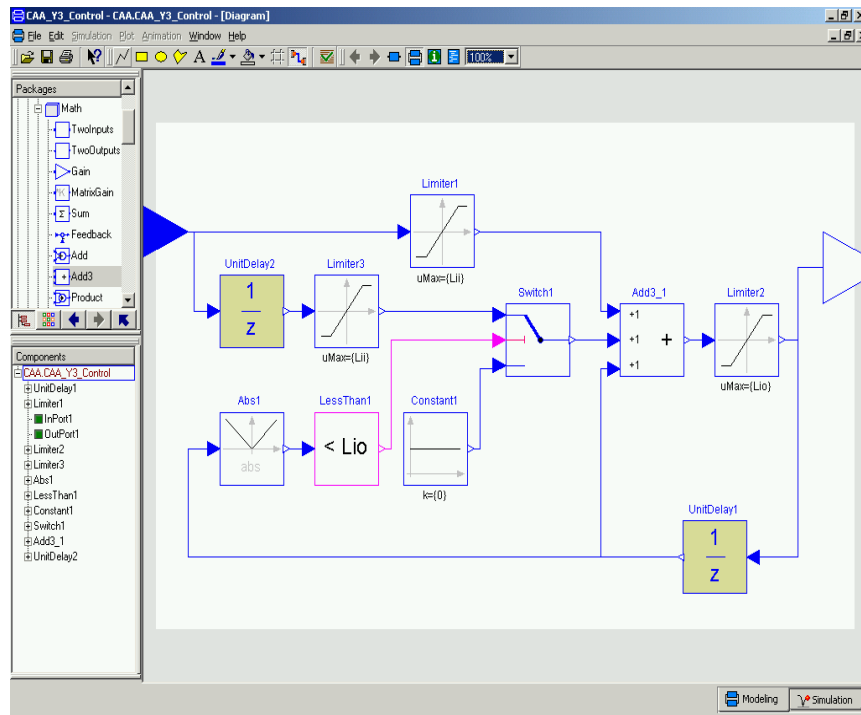 CAA_Y3_Control - CAA.CAA_Y3_Control - [Diagram]
File Edit Simulation Plot Animation Window Help
A 100%
Packages
Math
TwoInputs
TwoOutputs
Gain
MatrixGain
Sum
Feedback
Add
Add3
Product
Components
CAA.CAA_Y3_Control
UnitDelay1
Limiter1
InPort1
OutPort1
Limiter2
Limiter3
Abs1
LessThan1
Constant1
Switch1
Add3_1
UnitDelay2
Limiter1
uMax={Lii}
UnitDelay2
1
z
Limiter3
uMax={Lii}
Switch1
Add3_1
+1
+1
+
+1
Limiter2
uMax={Lio}
Abs1
abs
LessThan1
< Lio
Constant1
k={0}
UnitDelay1
1
z
Modeling
Simulation